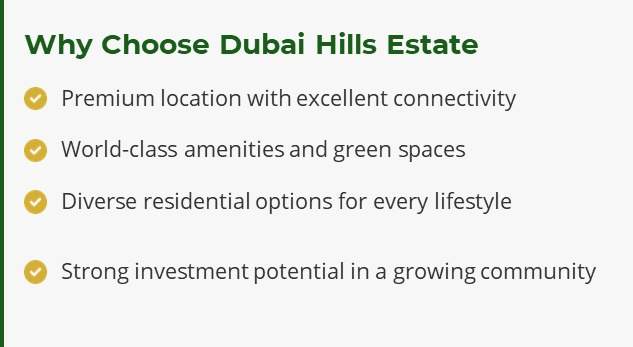 Why Choose Dubai Hills Estate
Premium location with excellent connectivity
World-class amenities and green spaces
Diverse residential options for every lifestyle
Strong investment potential in a growing community